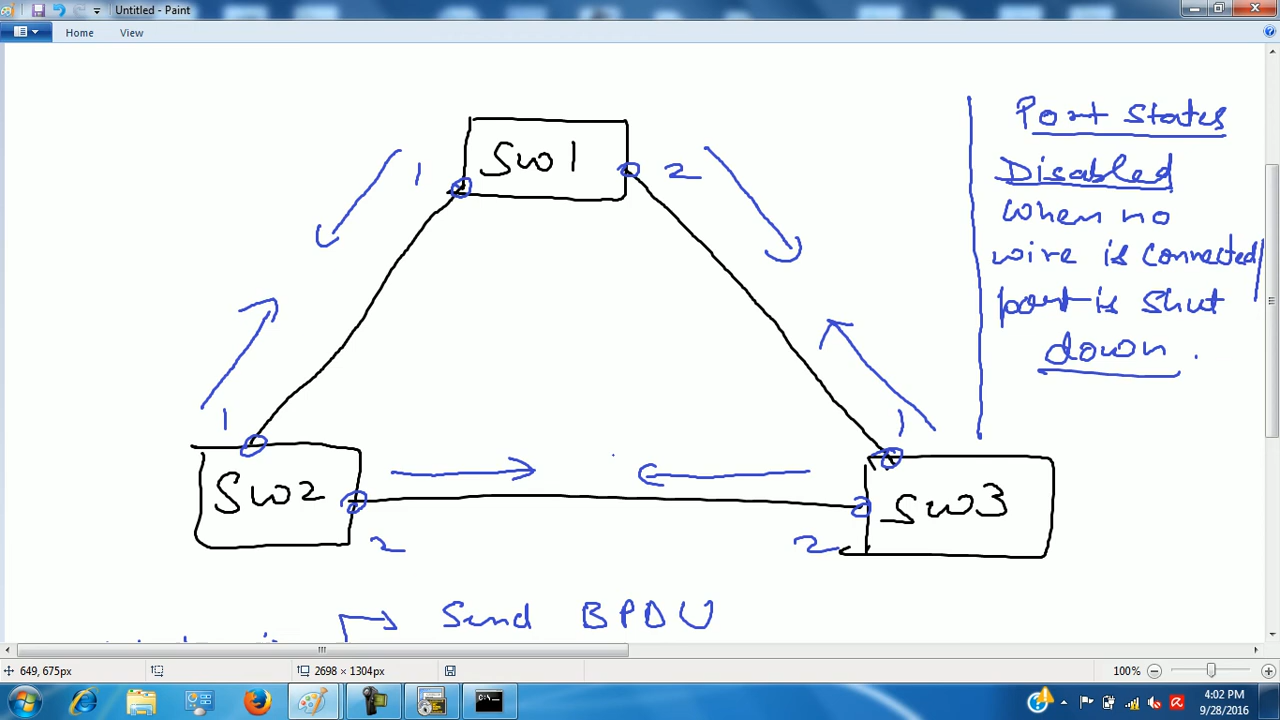 Untitled - Paint
Home View
Port States
Disabled
when no
wire is connected/
port is shut
down.
1 SW1 2
1 1
SW2 SW3
2 2
Send BPDU
649, 675px
2698 × 1304px
100%
4:02 PM
9/28/2016